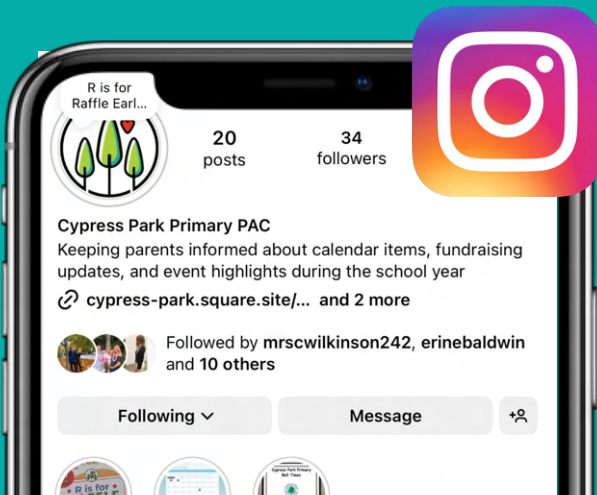 R is for
Raffle Earl...
20
posts
34
followers
Cypress Park Primary PAC
Keeping parents informed about calendar items, fundraising
updates, and event highlights during the school year
cypress-park.square.site/... and 2 more
Followed by mrscwilkinson242, erinebaldwin
and 10 others
Following
Message
R is for
Cypress Park Primary
Bell Times